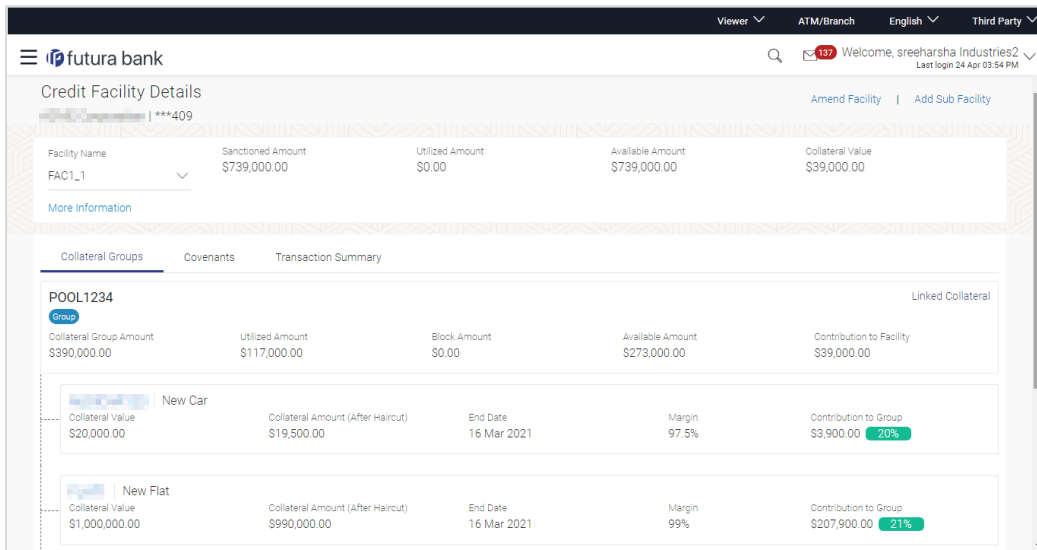 Viewer ATM/Branch English Third Party
futura bank 137 Welcome, sreeharsha Industries2
Last login 24 Apr 03:54 PM
Credit Facility Details
Amend Facility | Add Sub Facility
| ***409
Facility Name Sanctioned Amount Utilized Amount Available Amount Collateral Value
FAC1_1 $739,000.00 $0.00 $739,000.00 $39,000.00
More Information
Collateral Groups Covenants Transaction Summary
POOL1234 Linked Collateral
Group
Collateral Group Amount Utilized Amount Block Amount Available Amount Contribution to Facility
$390,000.00 $117,000.00 $0.00 $273,000.00 $39,000.00
New Car
Collateral Value Collateral Amount (After Haircut) End Date Margin Contribution to Group
$20,000.00 $19,500.00 16 Mar 2021 97.5% $3,900.00 20%
New Flat
Collateral Value Collateral Amount (After Haircut) End Date Margin Contribution to Group
$1,000,000.00 $990,000.00 16 Mar 2021 99% $207,900.00 21%